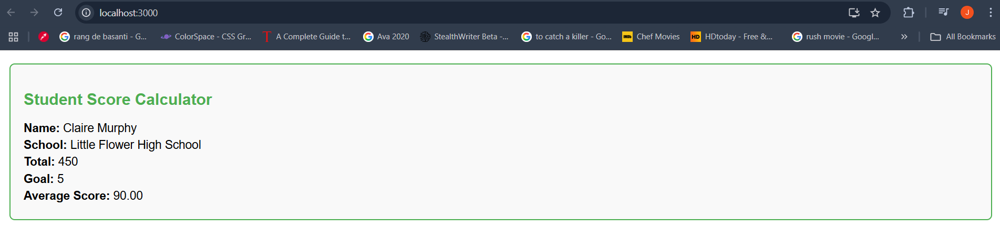 localhost:3000
J
rang de basanti - G...
ColorSpace - CSS Gr...
T A Complete Guide t...
Ava 2020
StealthWriter Beta -...
to catch a killer - Go...
IMDb Chef Movies
HD HDtoday - Free &...
rush movie - Googl...
» All Bookmarks
Student Score Calculator
Name: Claire Murphy
School: Little Flower High School
Total: 450
Goal: 5
Average Score: 90.00